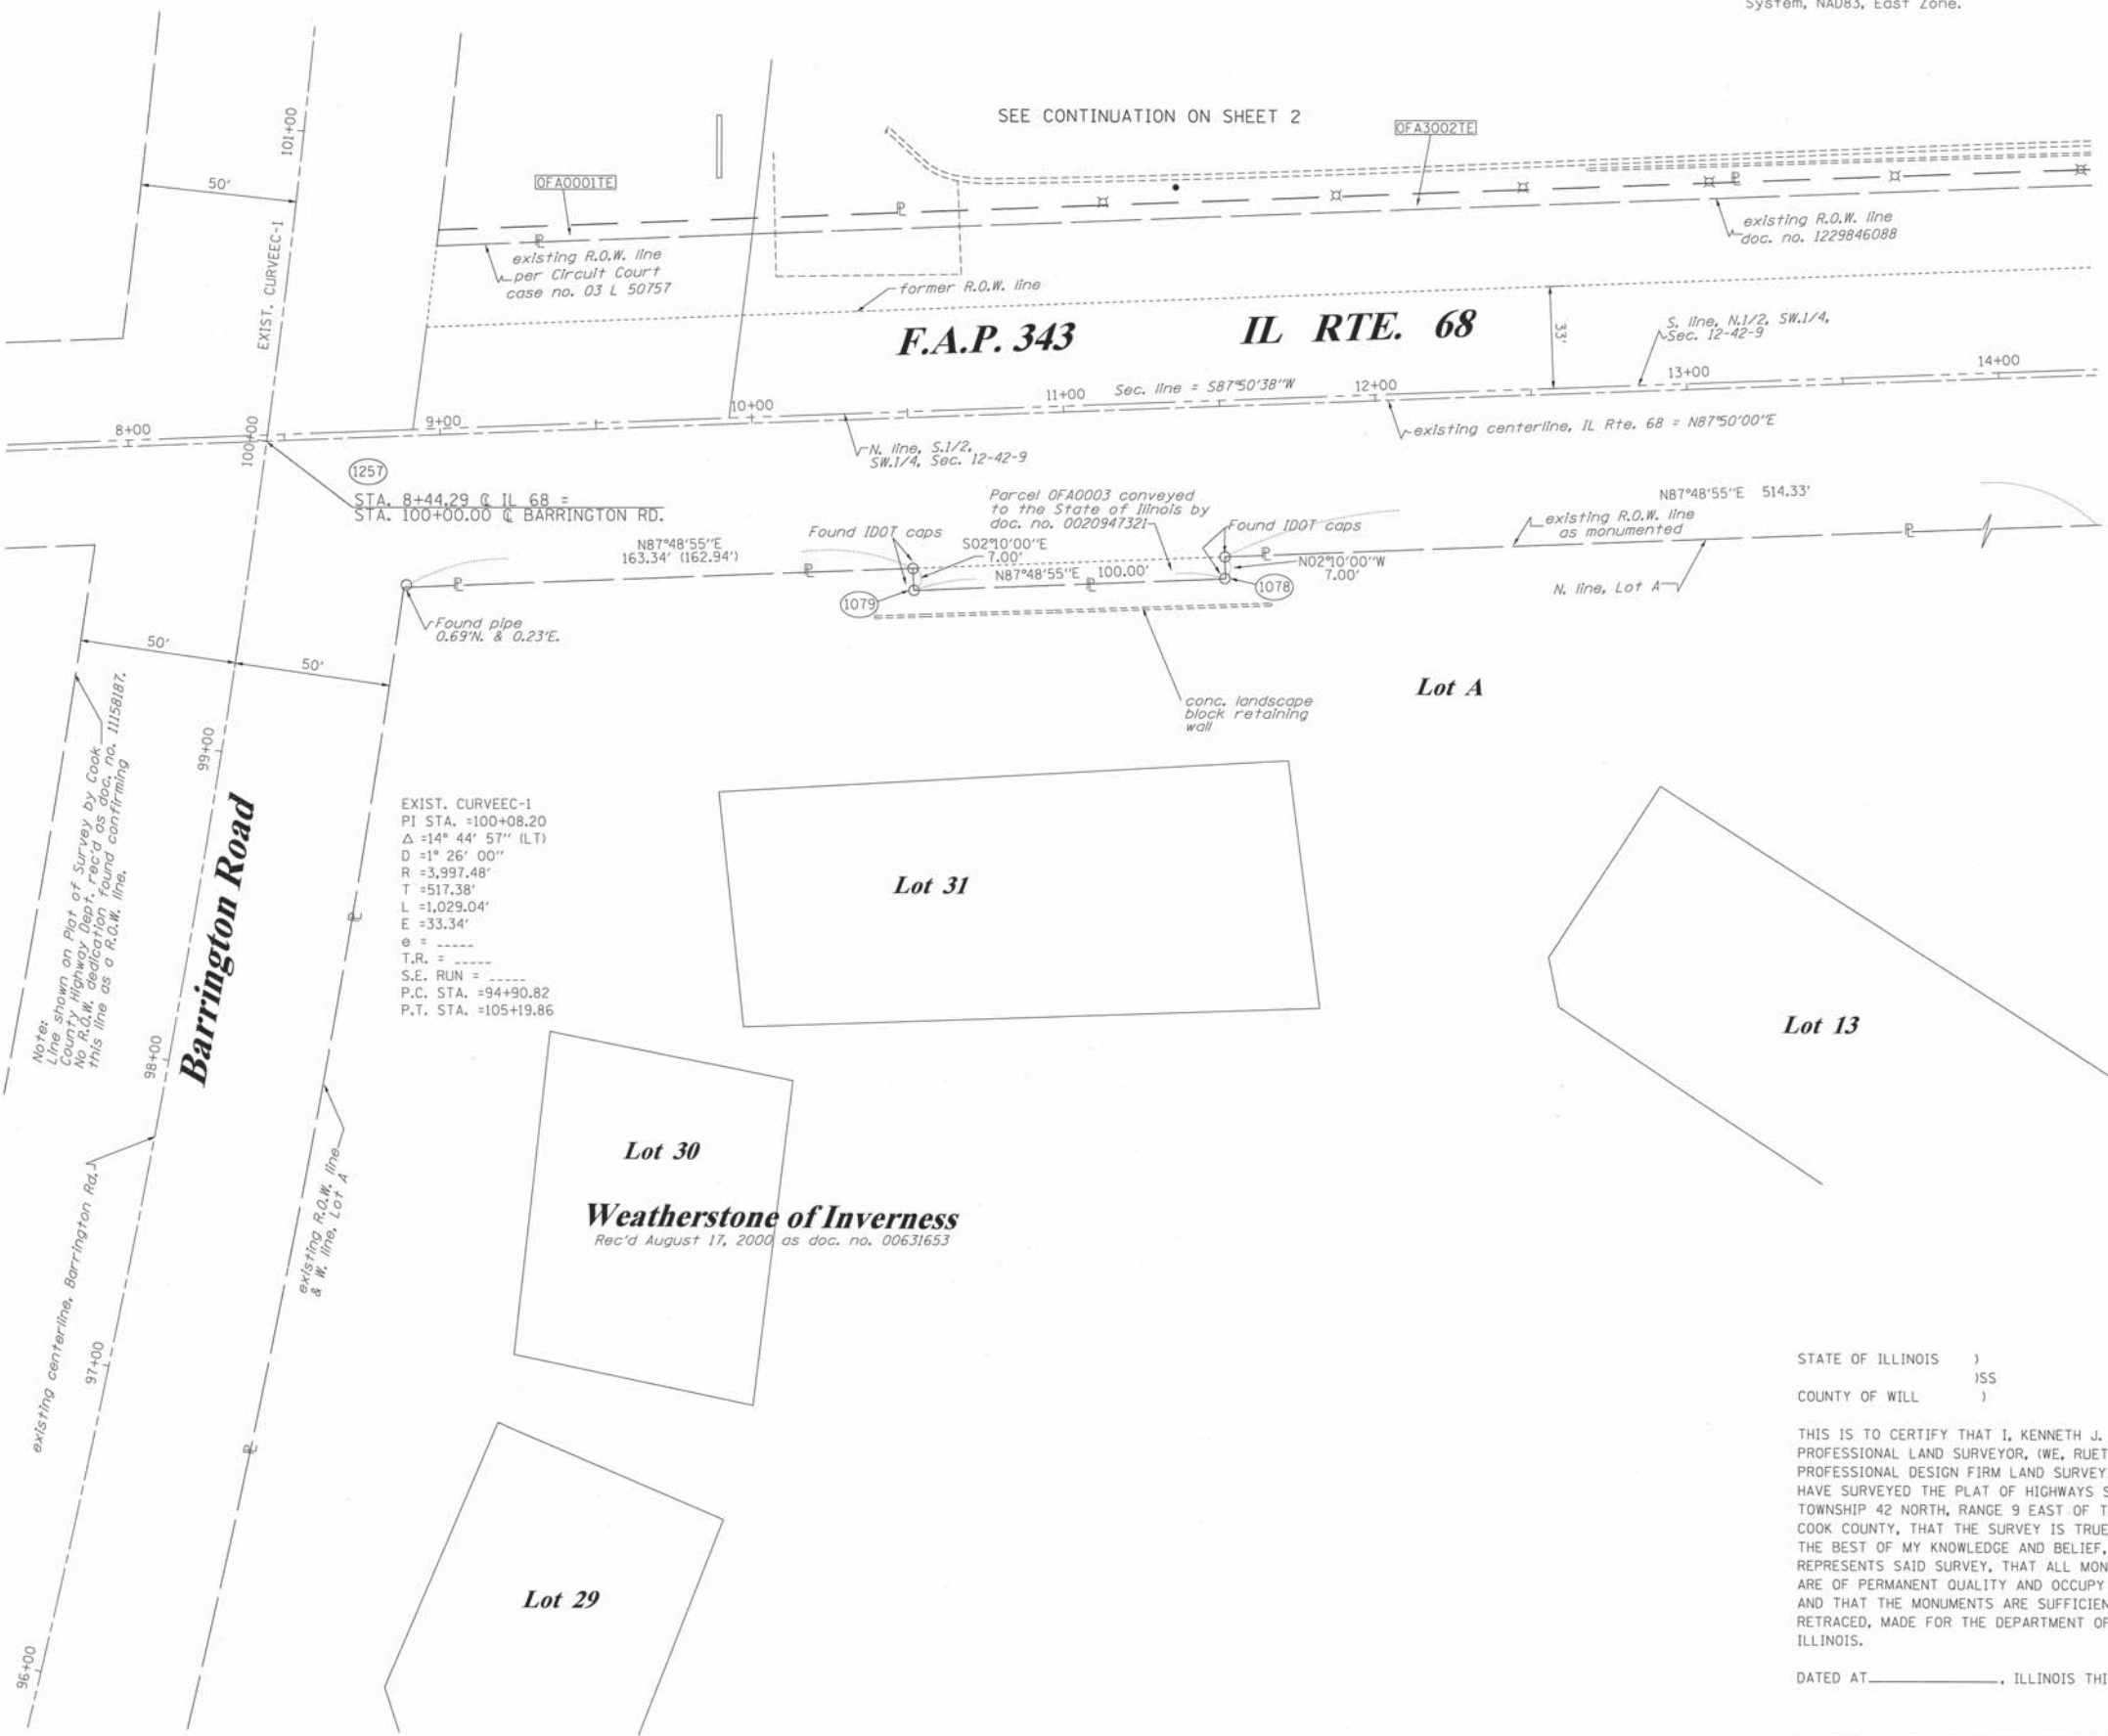 System, NAD83, East Zone.
SEE CONTINUATION ON SHEET 2
101+00
50'
EXIST. CURVEEC-1
0FA0001TE
0FA3002TE
existing R.O.W. line
per Circuit Court
case no. 03 L 50757
existing R.O.W. line
doc. no. 1229846088
former R.O.W. line
F.A.P. 343
IL RTE. 68
33'
S. line, N.1/2, SW.1/4,
Sec. 12-42-9
8+00
9+00
10+00
11+00
Sec. line = S87°50'38"W
12+00
13+00
14+00
100+00
N. line, S.1/2,
SW.1/4, Sec. 12-42-9
existing centerline, IL Rte. 68 = N87°50'00"E
1257
STA. 8+44.29 ℄ IL 68 =
STA. 100+00.00 ℄ BARRINGTON RD.
Parcel 0FA0003 conveyed
to the State of Illinois by
doc. no. 0020947321
N87°48'55"E 514.33'
existing R.O.W. line
as monumented
Found IDOT caps
Found IDOT caps
N87°48'55"E
163.34' (162.94')
S02°10'00"E
7.00'
N87°48'55"E 100.00'
N02°10'00"W
7.00'
1079
1078
N. line, Lot A
Found pipe
0.69'N. & 0.23'E.
50'
50'
conc. landscape
block retaining
wall
Lot A
Note:
Line shown on Plat of Survey by Cook
County Highway Dept. rec'd as doc. no. 11158187.
No R.O.W. dedication found confirming
this line as a R.O.W. line.
99+00
Barrington Road
EXIST. CURVEEC-1
PI STA. =100+08.20
Δ =14° 44' 57" (LT)
D =1° 26' 00"
R =3,997.48'
T =517.38'
L =1,029.04'
E =33.34'
e = -----
T.R. = -----
S.E. RUN = -----
P.C. STA. =94+90.82
P.T. STA. =105+19.86
Lot 31
Lot 13
98+00
existing centerline, Barrington Rd.
existing R.O.W. line
& W. line, Lot A
Lot 30
Weatherstone of Inverness
Rec'd August 17, 2000 as doc. no. 00631653
97+00
96+00
Lot 29
STATE OF ILLINOIS )
)SS
COUNTY OF WILL )
THIS IS TO CERTIFY THAT I, KENNETH J.
PROFESSIONAL LAND SURVEYOR, (WE, RUET
PROFESSIONAL DESIGN FIRM LAND SURVEY
HAVE SURVEYED THE PLAT OF HIGHWAYS S
TOWNSHIP 42 NORTH, RANGE 9 EAST OF T
COOK COUNTY, THAT THE SURVEY IS TRUE
THE BEST OF MY KNOWLEDGE AND BELIEF,
REPRESENTS SAID SURVEY, THAT ALL MON
ARE OF PERMANENT QUALITY AND OCCUPY
AND THAT THE MONUMENTS ARE SUFFICIEN
RETRACED, MADE FOR THE DEPARTMENT OF
ILLINOIS.
DATED AT____________, ILLINOIS THI